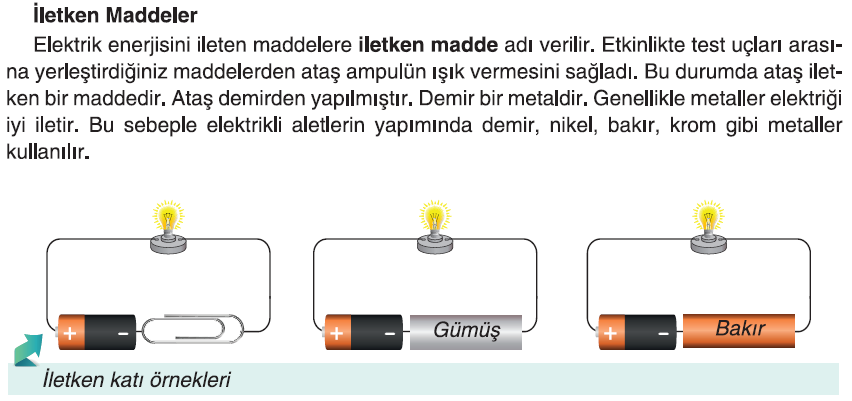 İletken Maddeler
Elektrik enerjisini ileten maddelere iletken madde adı verilir. Etkinlikte test uçları arası-
na yerleştirdiğiniz maddelerden ataş ampulün ışık vermesini sağladı. Bu durumda ataş ilet-
ken bir maddedir. Ataş demirden yapılmıştır. Demir bir metaldir. Genellikle metaller elektriği
iyi iletir. Bu sebeple elektrikli aletlerin yapımında demir, nikel, bakır, krom gibi metaller
kullanılır.
+ -
+ - Gümüş
+ - Bakır
İletken katı örnekleri